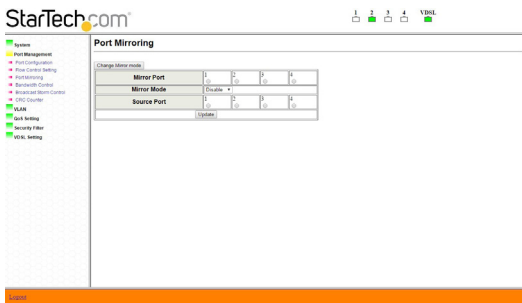 StarTech.com
1 2 3 4 VDSL
System
Port Management
Port Configuration
Flow Control Setting
Port Mirroring
Bandwidth Control
Broadcast Storm Control
CRC Counter
VLAN
QoS Setting
Security Filter
VDSL Setting
Port Mirroring
Change Mirror mode
Mirror Port 1 2 3 4
Mirror Mode Disable
Source Port 1 2 3 4
Update
Logout